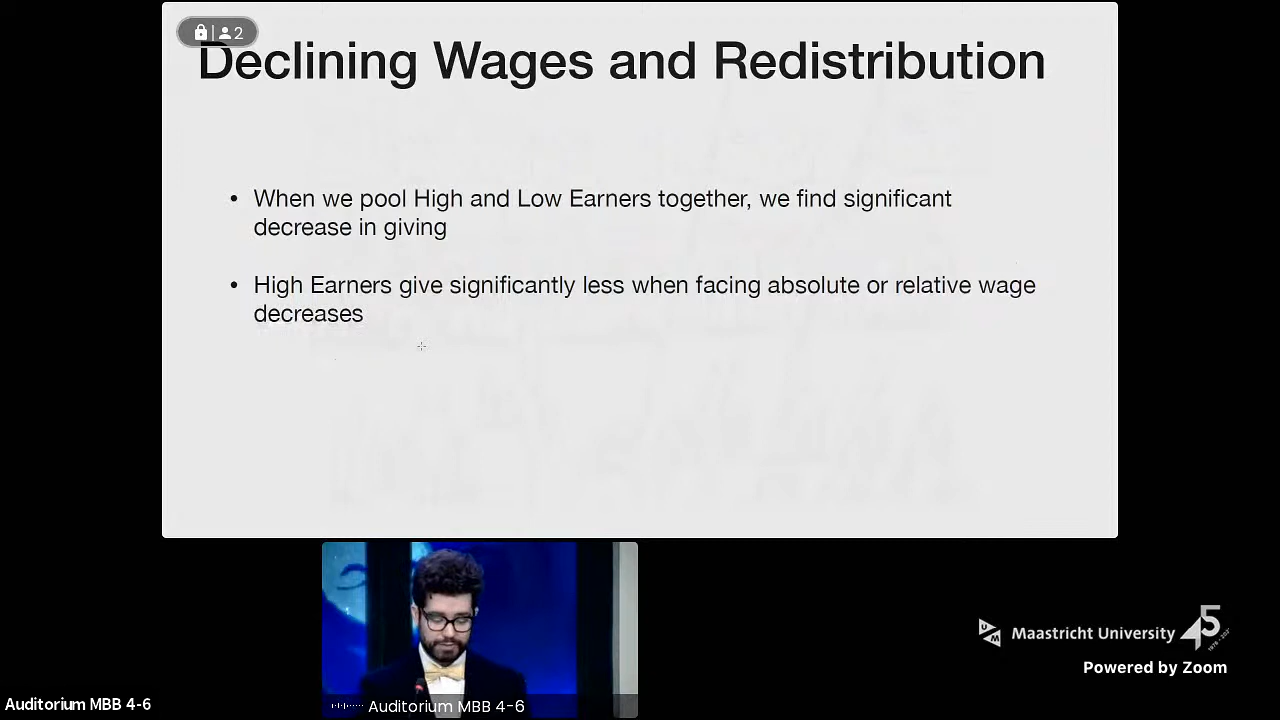 2
Declining Wages and Redistribution
• When we pool High and Low Earners together, we find significant
decrease in giving
• High Earners give significantly less when facing absolute or relative wage
decreases
Auditorium MBB 4-6
Auditorium MBB 4-6
UM
Maastricht University
45
Powered by Zoom